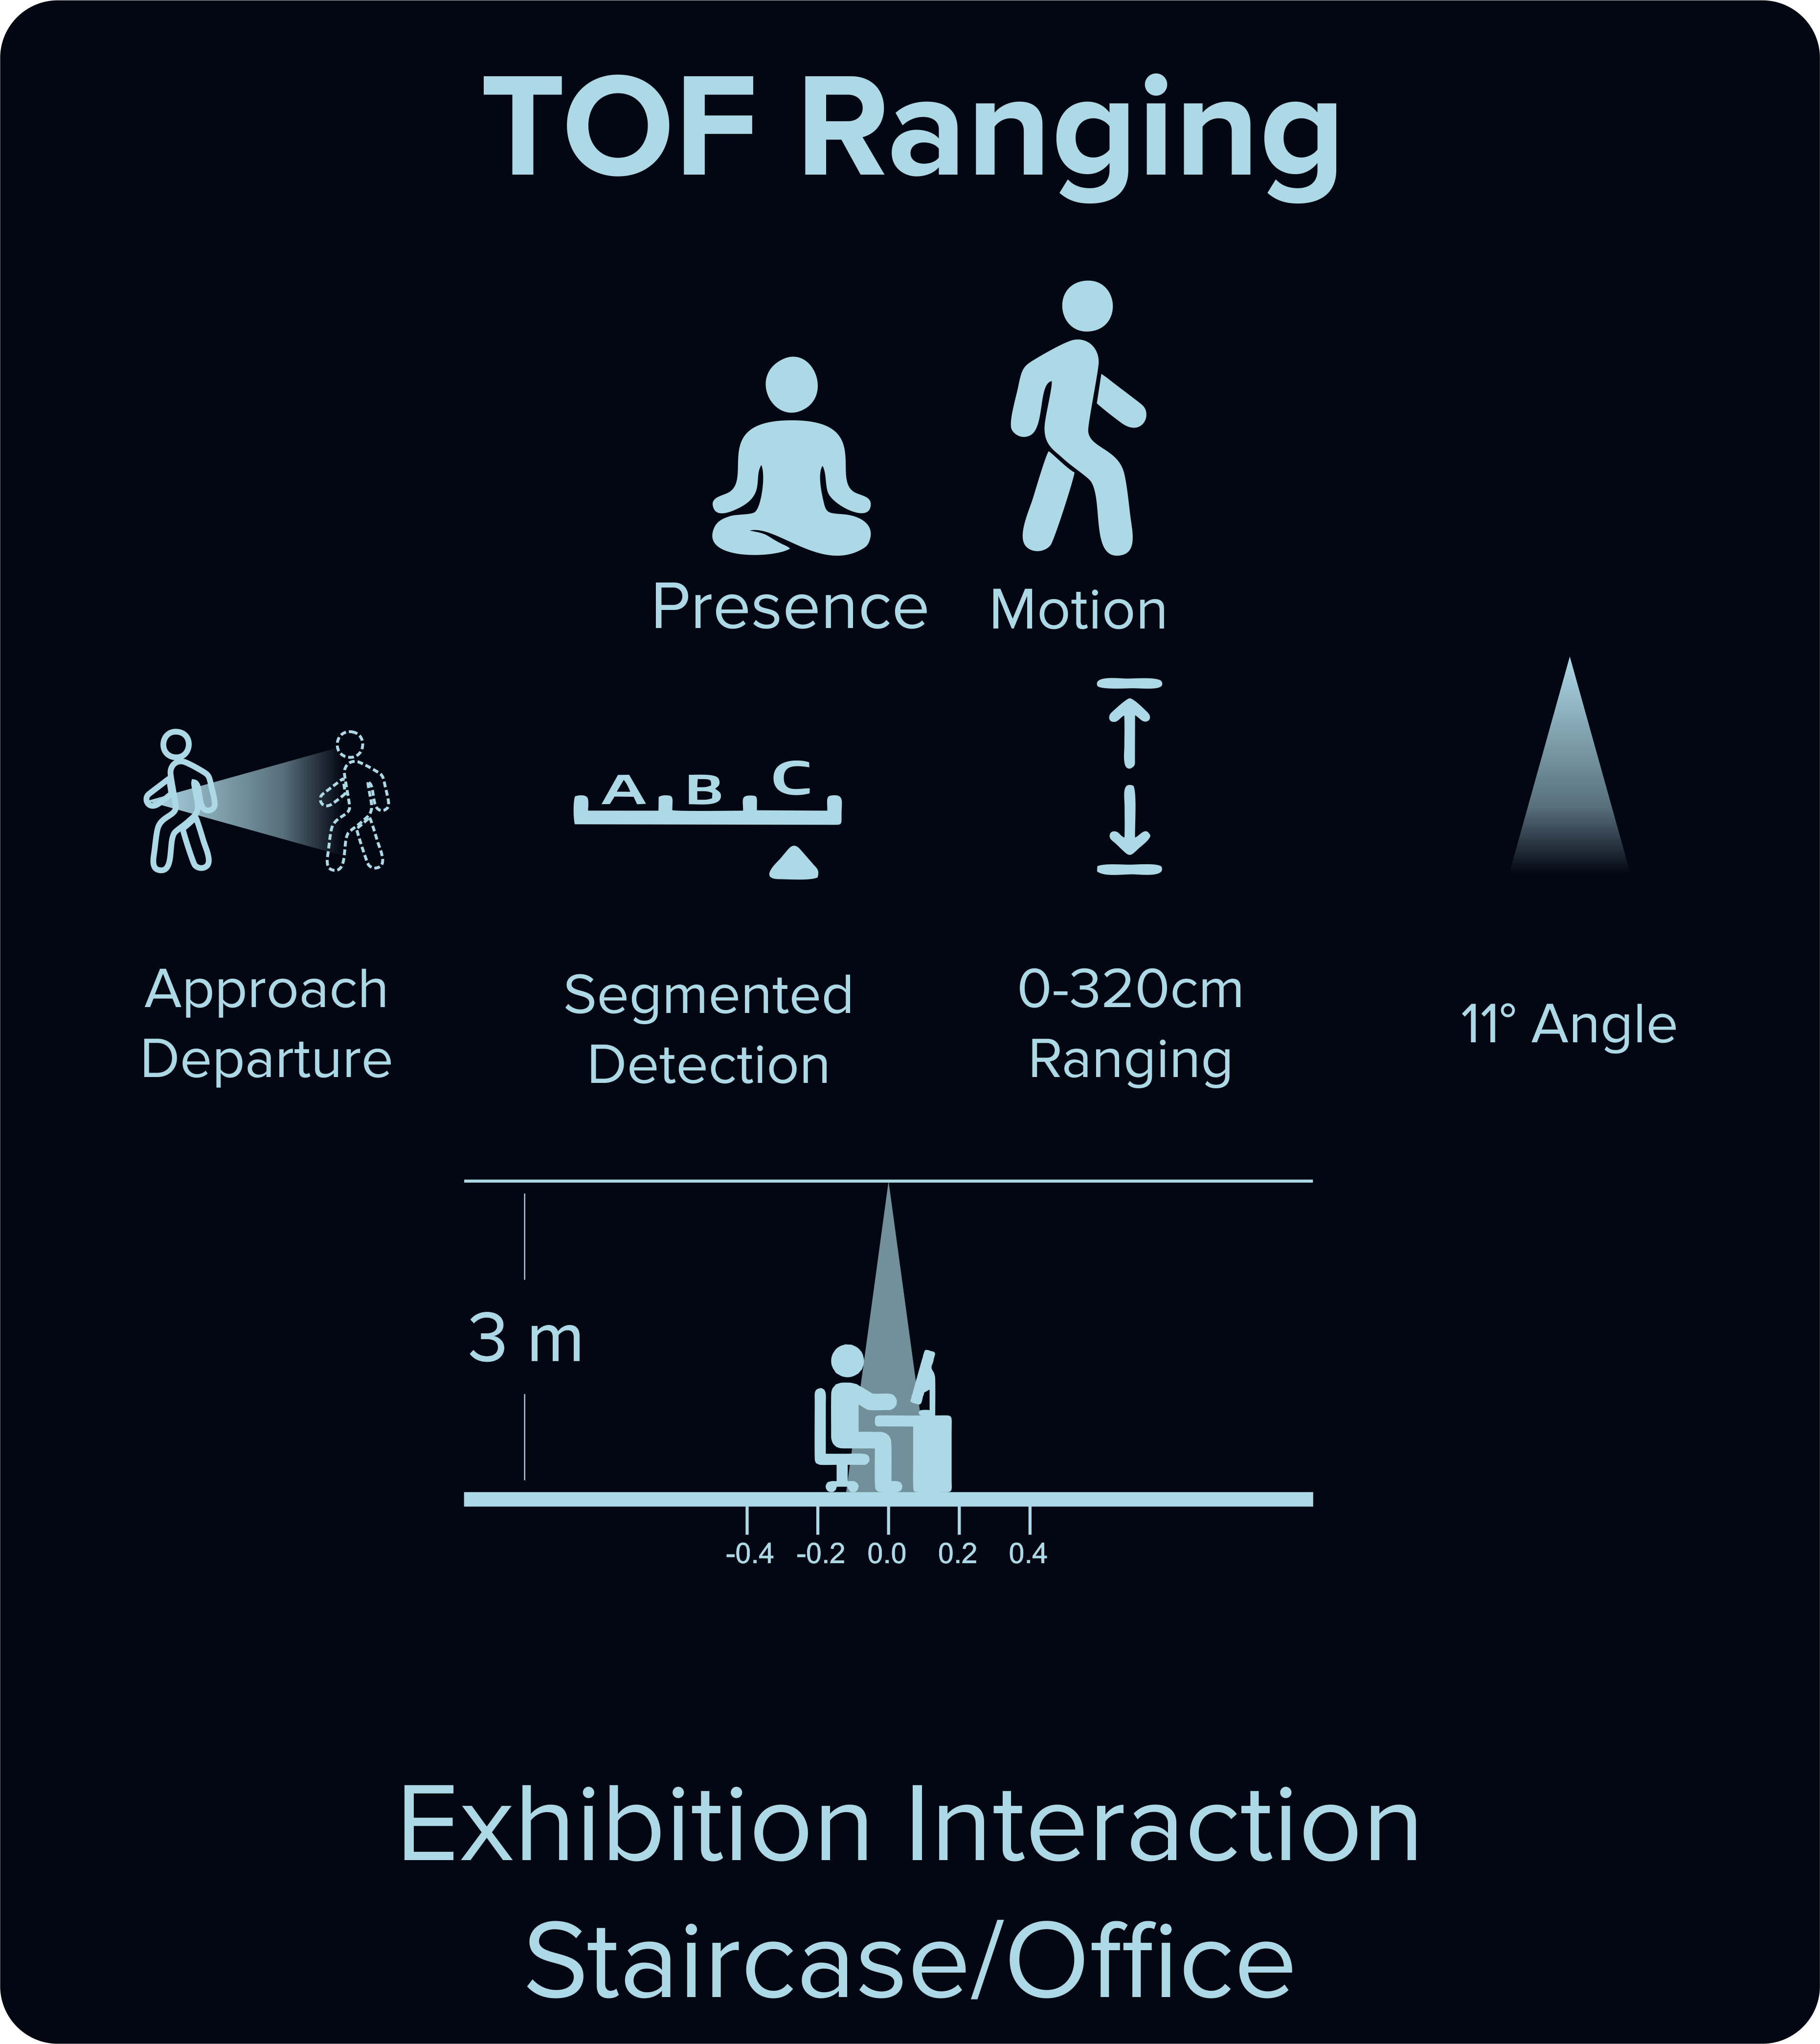 TOF Ranging
Presence
Motion
A B C
Approach
Departure
Segmented
Detection
0-320cm
Ranging
11° Angle
3 m
-0.4 -0.2 0.0 0.2 0.4
Exhibition Interaction
Staircase/Office